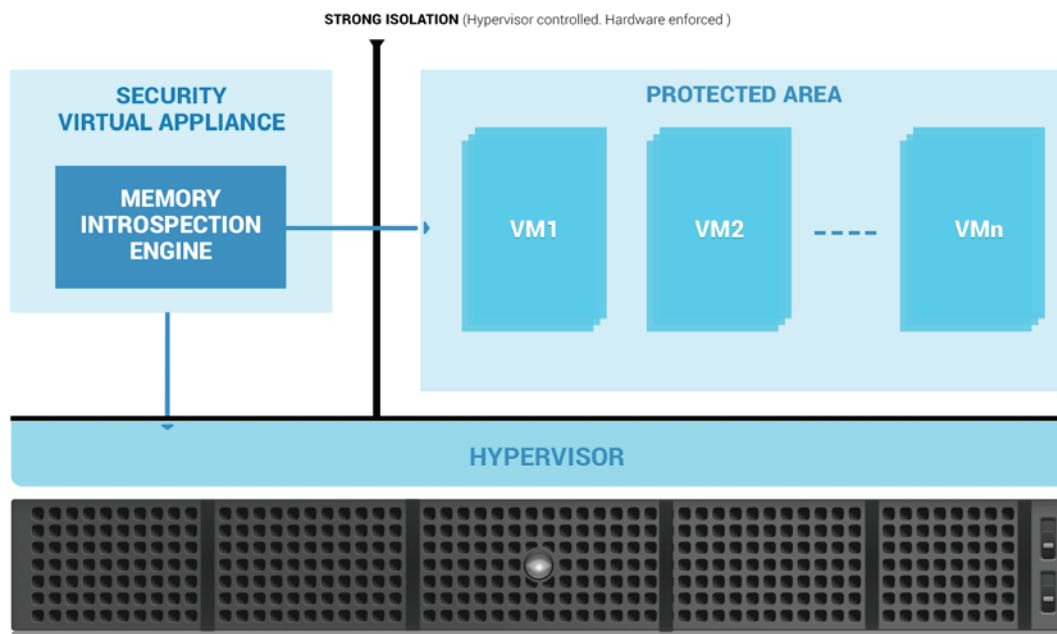 STRONG ISOLATION (Hypervisor controlled. Hardware enforced )
SECURITY
VIRTUAL APPLIANCE
MEMORY
INTROSPECTION
ENGINE
PROTECTED AREA
VM1
VM2
VMn
HYPERVISOR